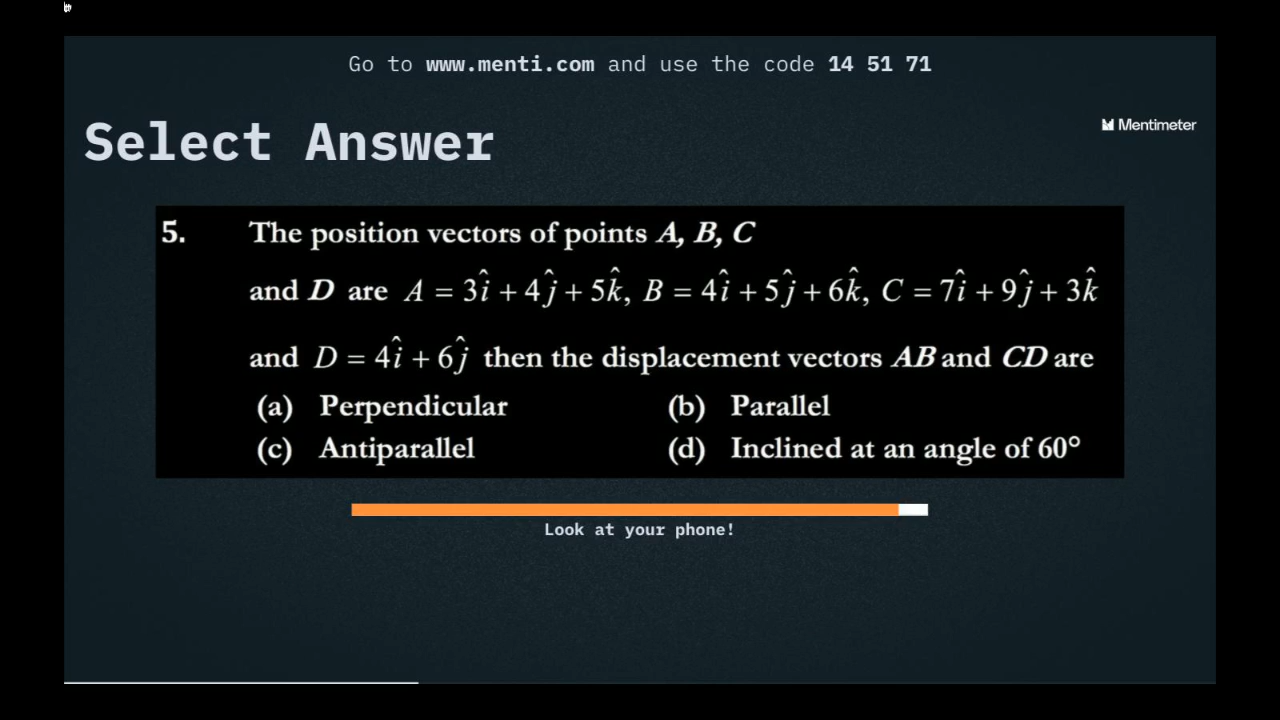 Go to www.menti.com and use the code 14 51 71
Select Answer
Mentimeter
5. The position vectors of points A, B, C
and D are A = 3î + 4ĵ + 5k̂, B = 4î + 5ĵ + 6k̂, C = 7î + 9ĵ + 3k̂
and D = 4î + 6ĵ then the displacement vectors AB and CD are
(a) Perpendicular (b) Parallel
(c) Antiparallel (d) Inclined at an angle of 60°
Look at your phone!